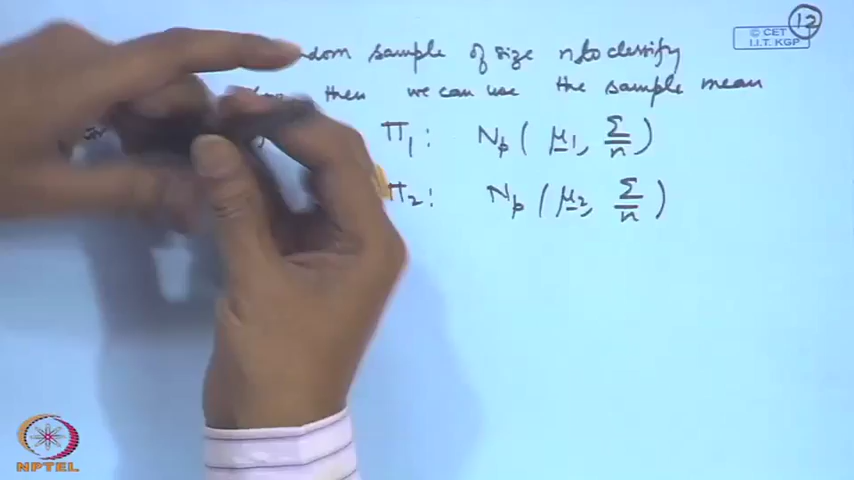 12
© CET
I.I.T. KGP
sample of size n to classify
then we can use the sample mean
Π₁ : Nₚ ( μ₁, Σ/n )
Π₂ : Nₚ ( μ₂, Σ/n )
NPTEL